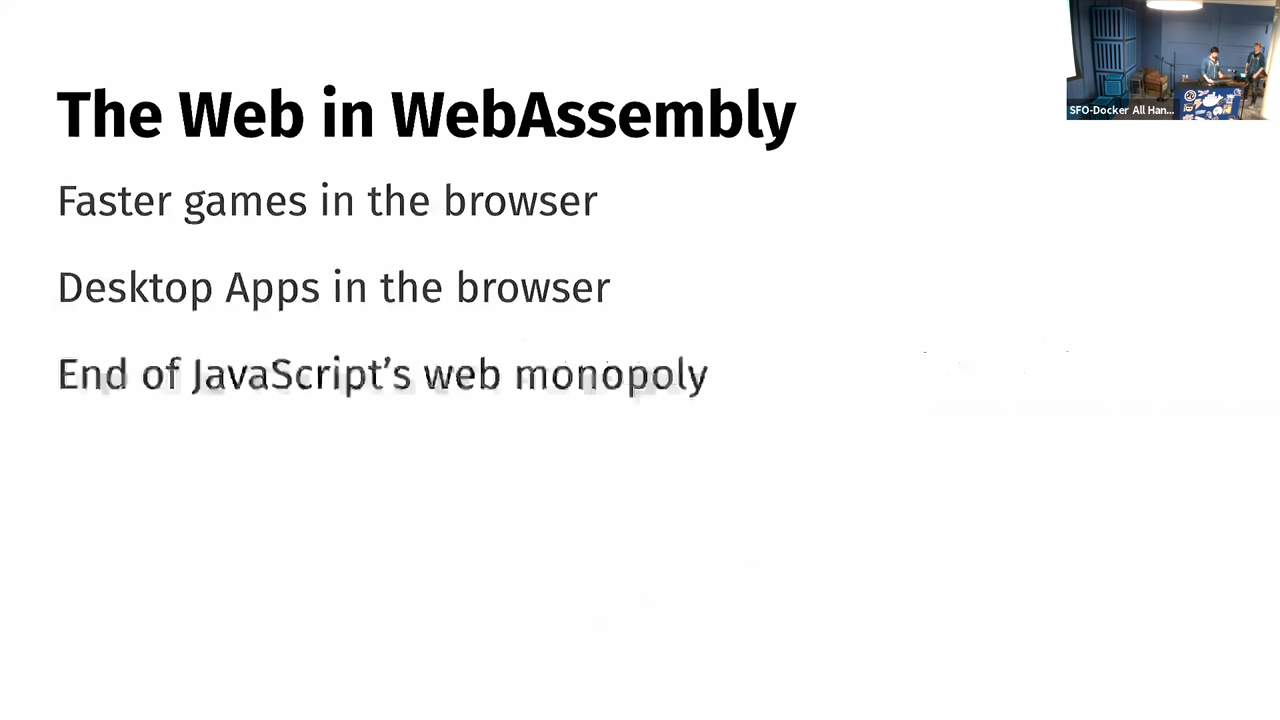 The Web in WebAssembly
Faster games in the browser
Desktop Apps in the browser
End of JavaScript’s web monopoly
SFO-Docker All Han...